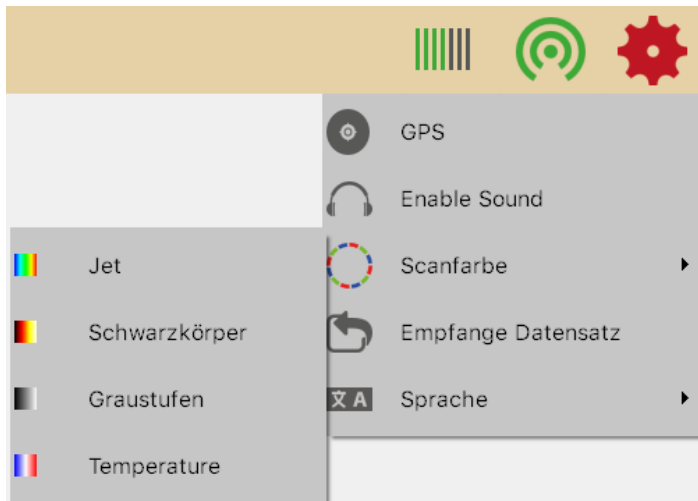 GPS
Enable Sound
Scanfarbe
Empfange Datensatz
文A Sprache
Jet
Schwarzkörper
Graustufen
Temperature